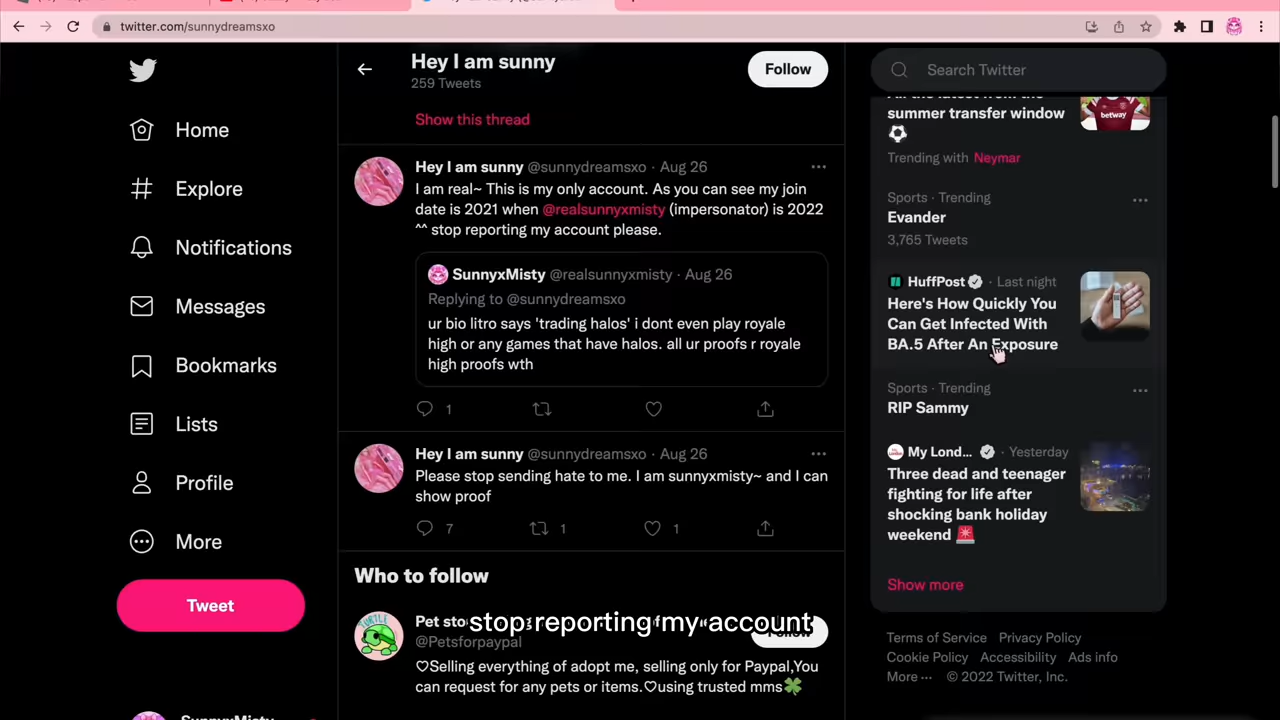 twitter.com/sunnydreamsxo
Home
Explore
Notifications
Messages
Bookmarks
Lists
Profile
More
Tweet
SunnyxMisty
Hey I am sunny
259 Tweets
Follow
Show this thread
Hey I am sunny @sunnydreamsxo · Aug 26
I am real~ This is my only account. As you can see my join
date is 2021 when @realsunnyxmisty (impersonator) is 2022
^^ stop reporting my account please.
SunnyxMisty @realsunnyxmisty · Aug 26
Replying to @sunnydreamsxo
ur bio litro says 'trading halos' i dont even play royale
high or any games that have halos. all ur proofs r royale
high proofs wth
1
Hey I am sunny @sunnydreamsxo · Aug 26
Please stop sending hate to me. I am sunnyxmisty~ and I can
show proof
7 1 1
Who to follow
Pet
@Petsforpaypal
Follow
♡Selling everything of adopt me, selling only for Paypal,You
can request for any pets or items.♡using trusted mms🍀
stop reporting my account
Search Twitter
All the latest from the
summer transfer window
⚽
Trending with Neymar
betway
Sports · Trending
Evander
3,765 Tweets
HuffPost · Last night
Here's How Quickly You
Can Get Infected With
BA.5 After An Exposure
Sports · Trending
RIP Sammy
My Lond... · Yesterday
Three dead and teenager
fighting for life after
shocking bank holiday
weekend 🚨
Show more
Terms of Service Privacy Policy
Cookie Policy Accessibility Ads info
More ··· © 2022 Twitter, Inc.